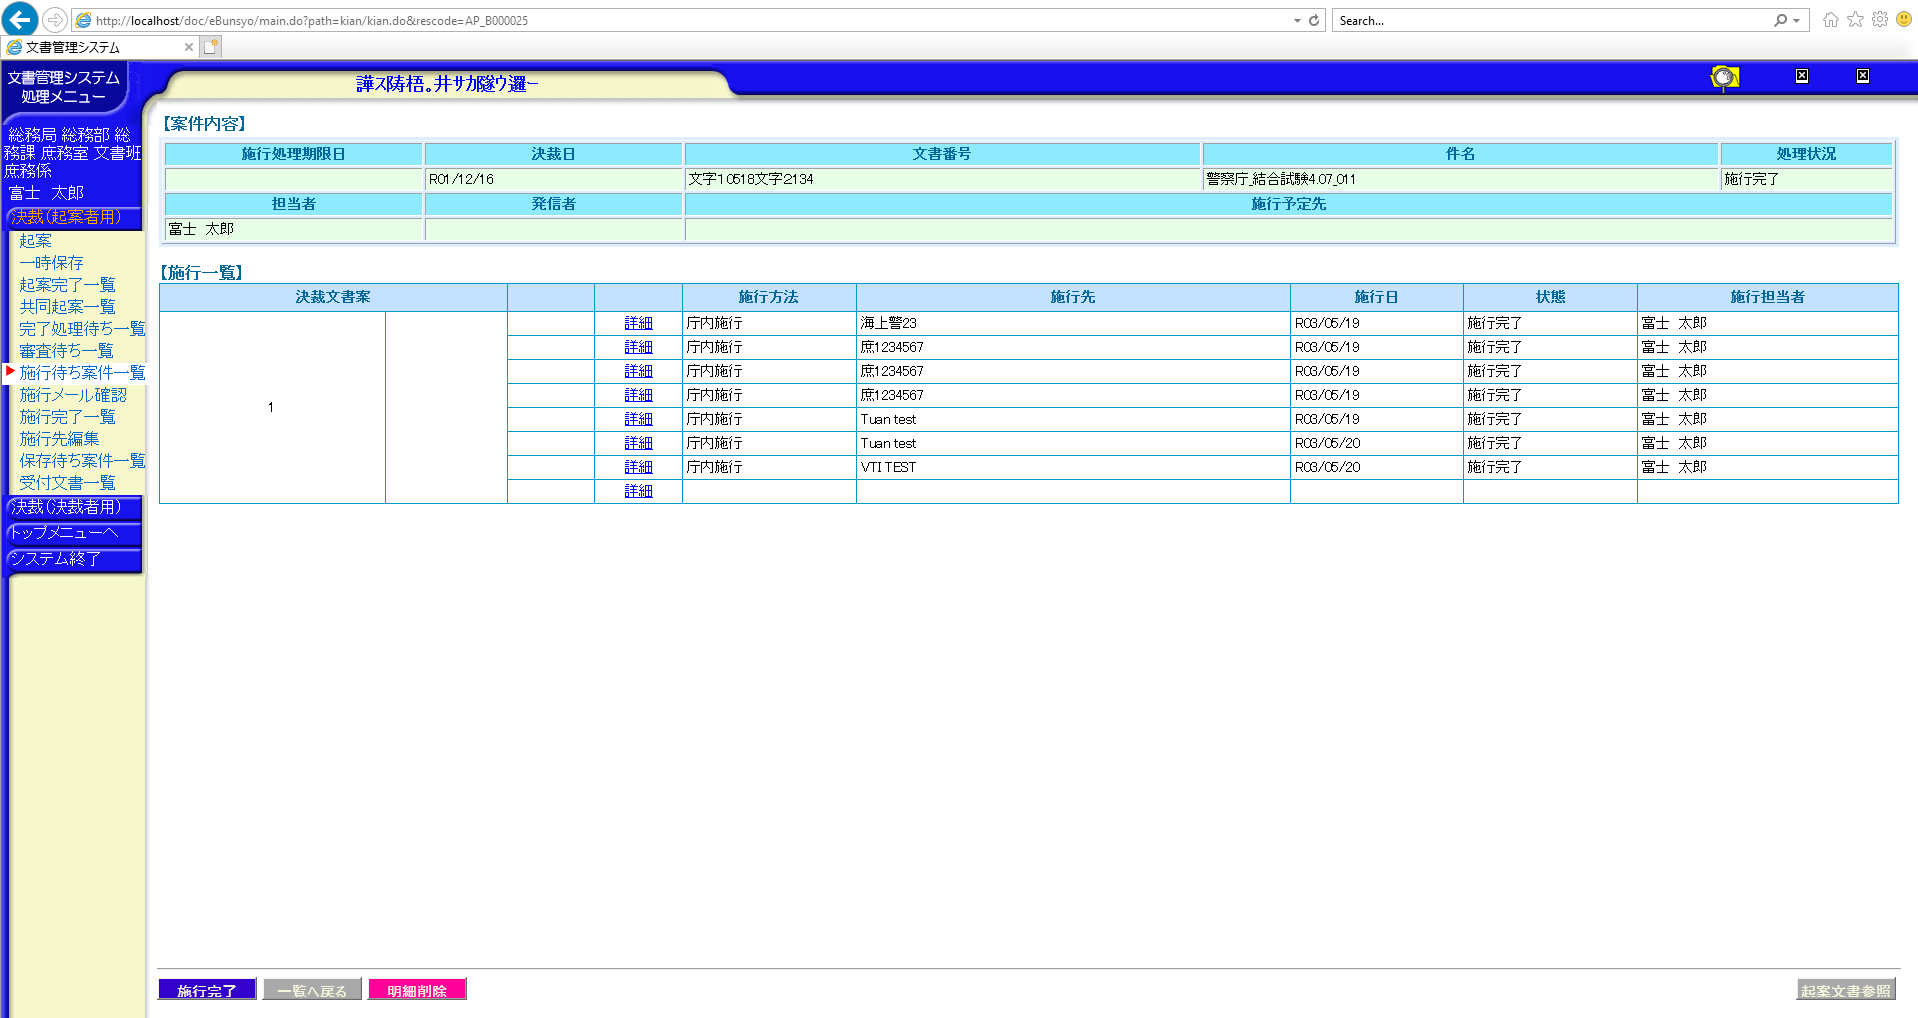 http://localhost/doc/eBunsyo/main.do?path=kian/kian.do&rescode=AP_B000025
Search...
文書管理システム
文書管理システム
処理メニュー
総務局 総務部 総
務課 庶務室 文書班
庶務係
富士　太郎
決裁(起案者用)
起案
一時保存
起案完了一覧
共同起案一覧
完了処理待ち一覧
審査待ち一覧
施行待ち案件一覧
施行メール確認
施行完了一覧
施行先編集
保存待ち案件一覧
受付文書一覧
決裁(決裁者用)
トップメニューへ
システム終了
【案件内容】
施行処理期限日 決裁日 文書番号 件名 処理状況
R01/12/16 文字10518文字2134 警察庁_結合試験4.07_011 施行完了
担当者 発信者 施行予定先
富士　太郎
【施行一覧】
決裁文書案 施行方法 施行先 施行日 状態 施行担当者
1
詳細 庁内施行 海上警23 R03/05/19 施行完了 富士　太郎
詳細 庁内施行 庶1234567 R03/05/19 施行完了 富士　太郎
詳細 庁内施行 庶1234567 R03/05/19 施行完了 富士　太郎
詳細 庁内施行 庶1234567 R03/05/19 施行完了 富士　太郎
詳細 庁内施行 Tuan test R03/05/19 施行完了 富士　太郎
詳細 庁内施行 Tuan test R03/05/20 施行完了 富士　太郎
詳細 庁内施行 VTI TEST R03/05/20 施行完了 富士　太郎
詳細
施行完了 一覧へ戻る 明細削除 起案文書参照